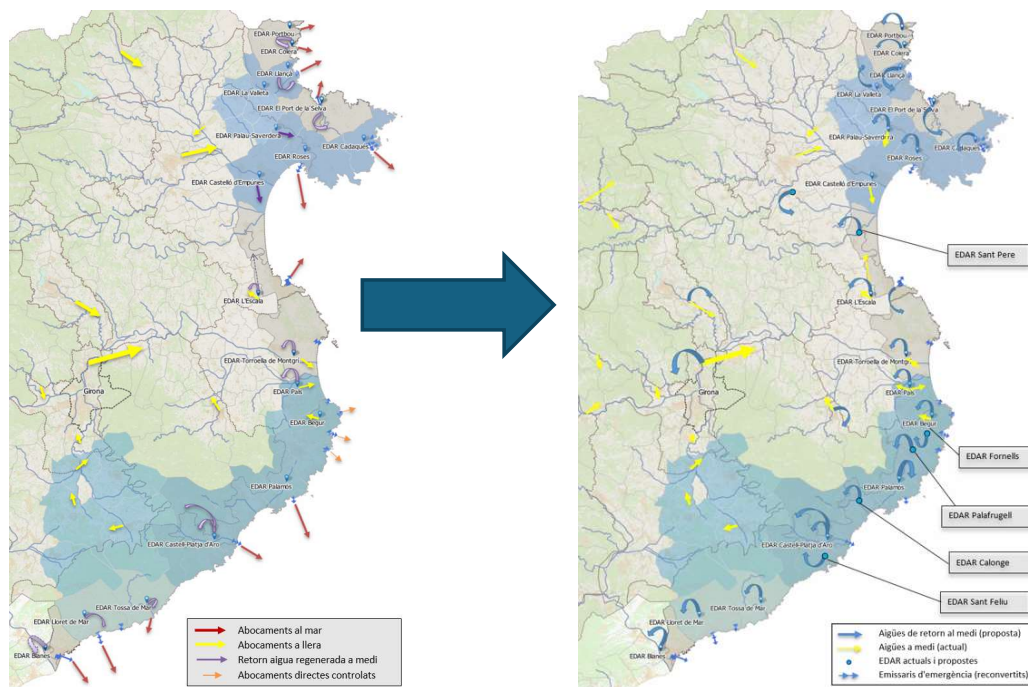 EDAR Portbou
EDAR Colera
EDAR Llançà
EDAR La Valleta
EDAR El Port de la Selva
EDAR Palau-Saverdera
EDAR Roses
EDAR Cadaqués
EDAR Castelló d'Empúries
EDAR L'Escala
EDAR-Torroella de Montgrí
Girona
EDAR Pals
EDAR Begur
EDAR Palamós
EDAR Castell-Platja d'Aro
EDAR Tossa de Mar
EDAR Lloret de Mar
EDAR Blanes
Abocaments al mar
Abocaments a llera
Retorn aigua regenerada a medi
Abocaments directes controlats
EDAR Portbou
EDAR Colera
EDAR Llançà
EDAR La Valleta
EDAR El Port de la Selva
EDAR Palau-Saverdera
EDAR Roses
EDAR Cadaqués
EDAR Castelló d'Empúries
EDAR Sant Pere
EDAR L'Escala
EDAR-Torroella de Montgrí
Girona
EDAR Pals
EDAR Begur
EDAR Fornells
EDAR Palamós
EDAR Palafrugell
EDAR Castell-Platja d'Aro
EDAR Calonge
EDAR Sant Feliu
EDAR Tossa de Mar
EDAR Lloret de Mar
EDAR Blanes
Aigües de retorn al medi (proposta)
Aigües a medi (actual)
EDAR actuals i propostes
Emissaris d'emergència (reconvertits)